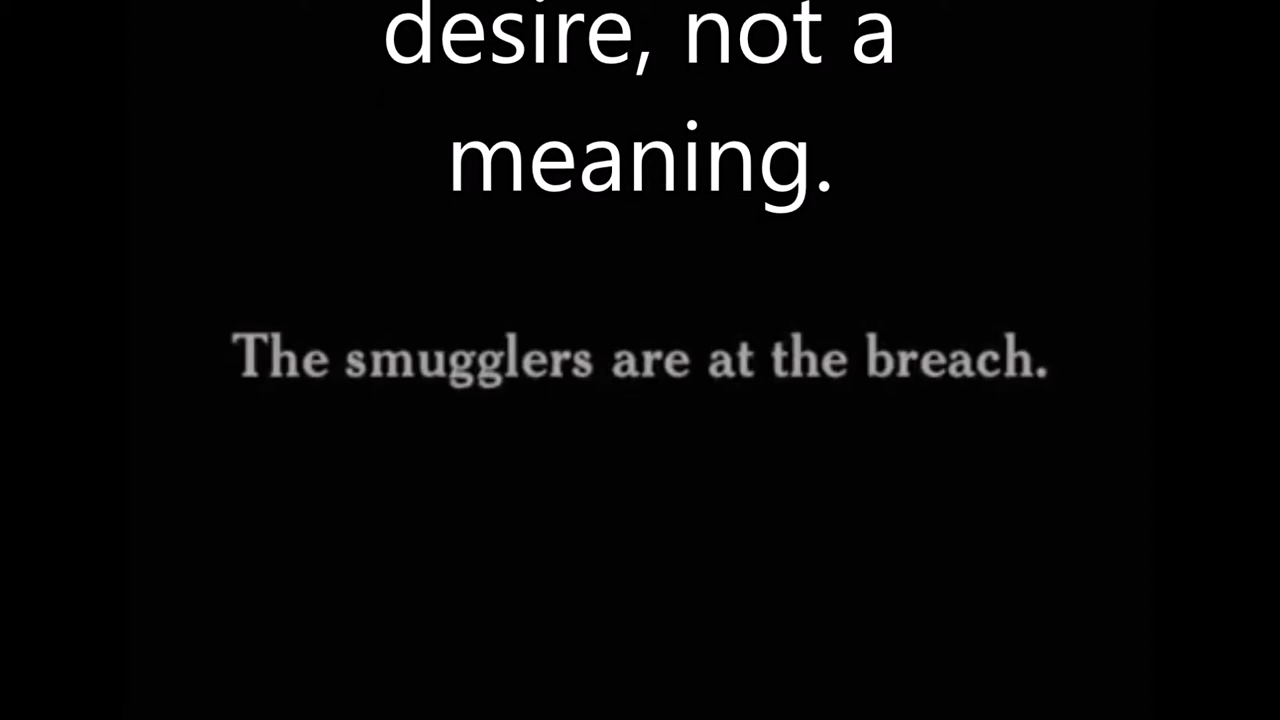 desire, not a
meaning.
The smugglers are at the breach.